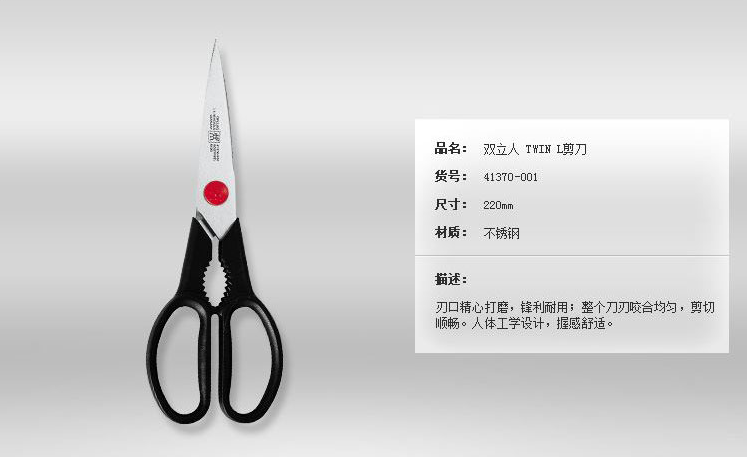 品名： 双立人 TWIN L剪刀
货号： 41370-001
尺寸： 220mm
材质： 不锈钢
描述：
刃口精心打磨，锋利耐用；整个刀刃咬合均匀，剪切
顺畅。人体工学设计，握感舒适。